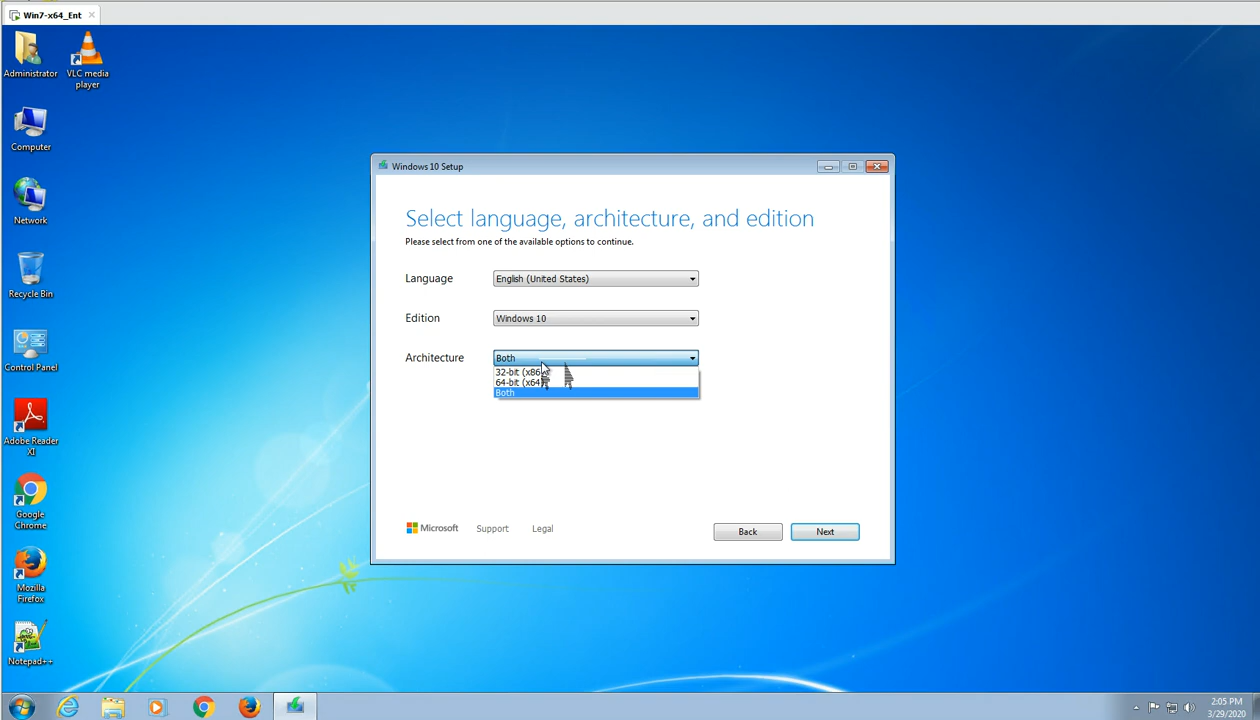 Win7-x64_Ent
Administrator
VLC media
player
Computer
Network
Recycle Bin
Control Panel
Adobe Reader
XI
Google
Chrome
Mozilla
Firefox
Notepad++
Windows 10 Setup
Select language, architecture, and edition
Please select from one of the available options to continue.
Language
English (United States)
Edition
Windows 10
Architecture
Both
32-bit (x86)
64-bit (x64)
Both
Microsoft
Support
Legal
Back
Next
2:05 PM
3/29/2020